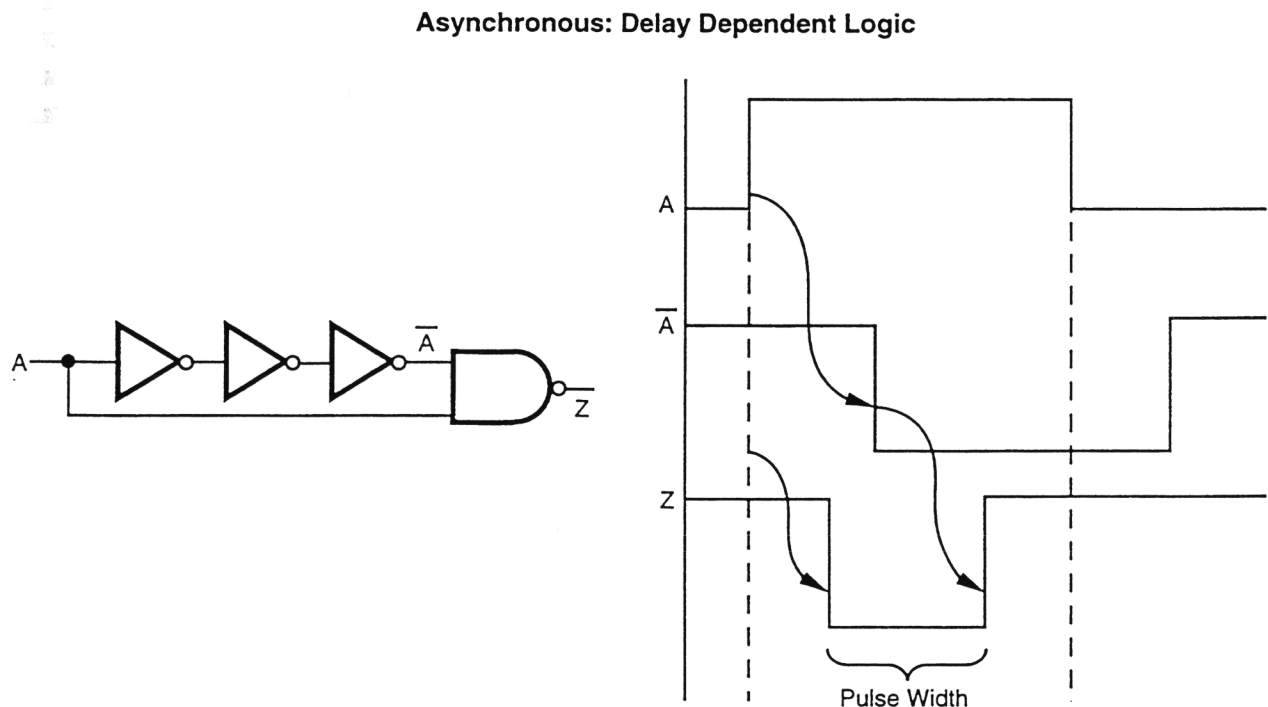 Asynchronous: Delay Dependent Logic
A
A̅
Z
A
A̅
Z
Pulse Width